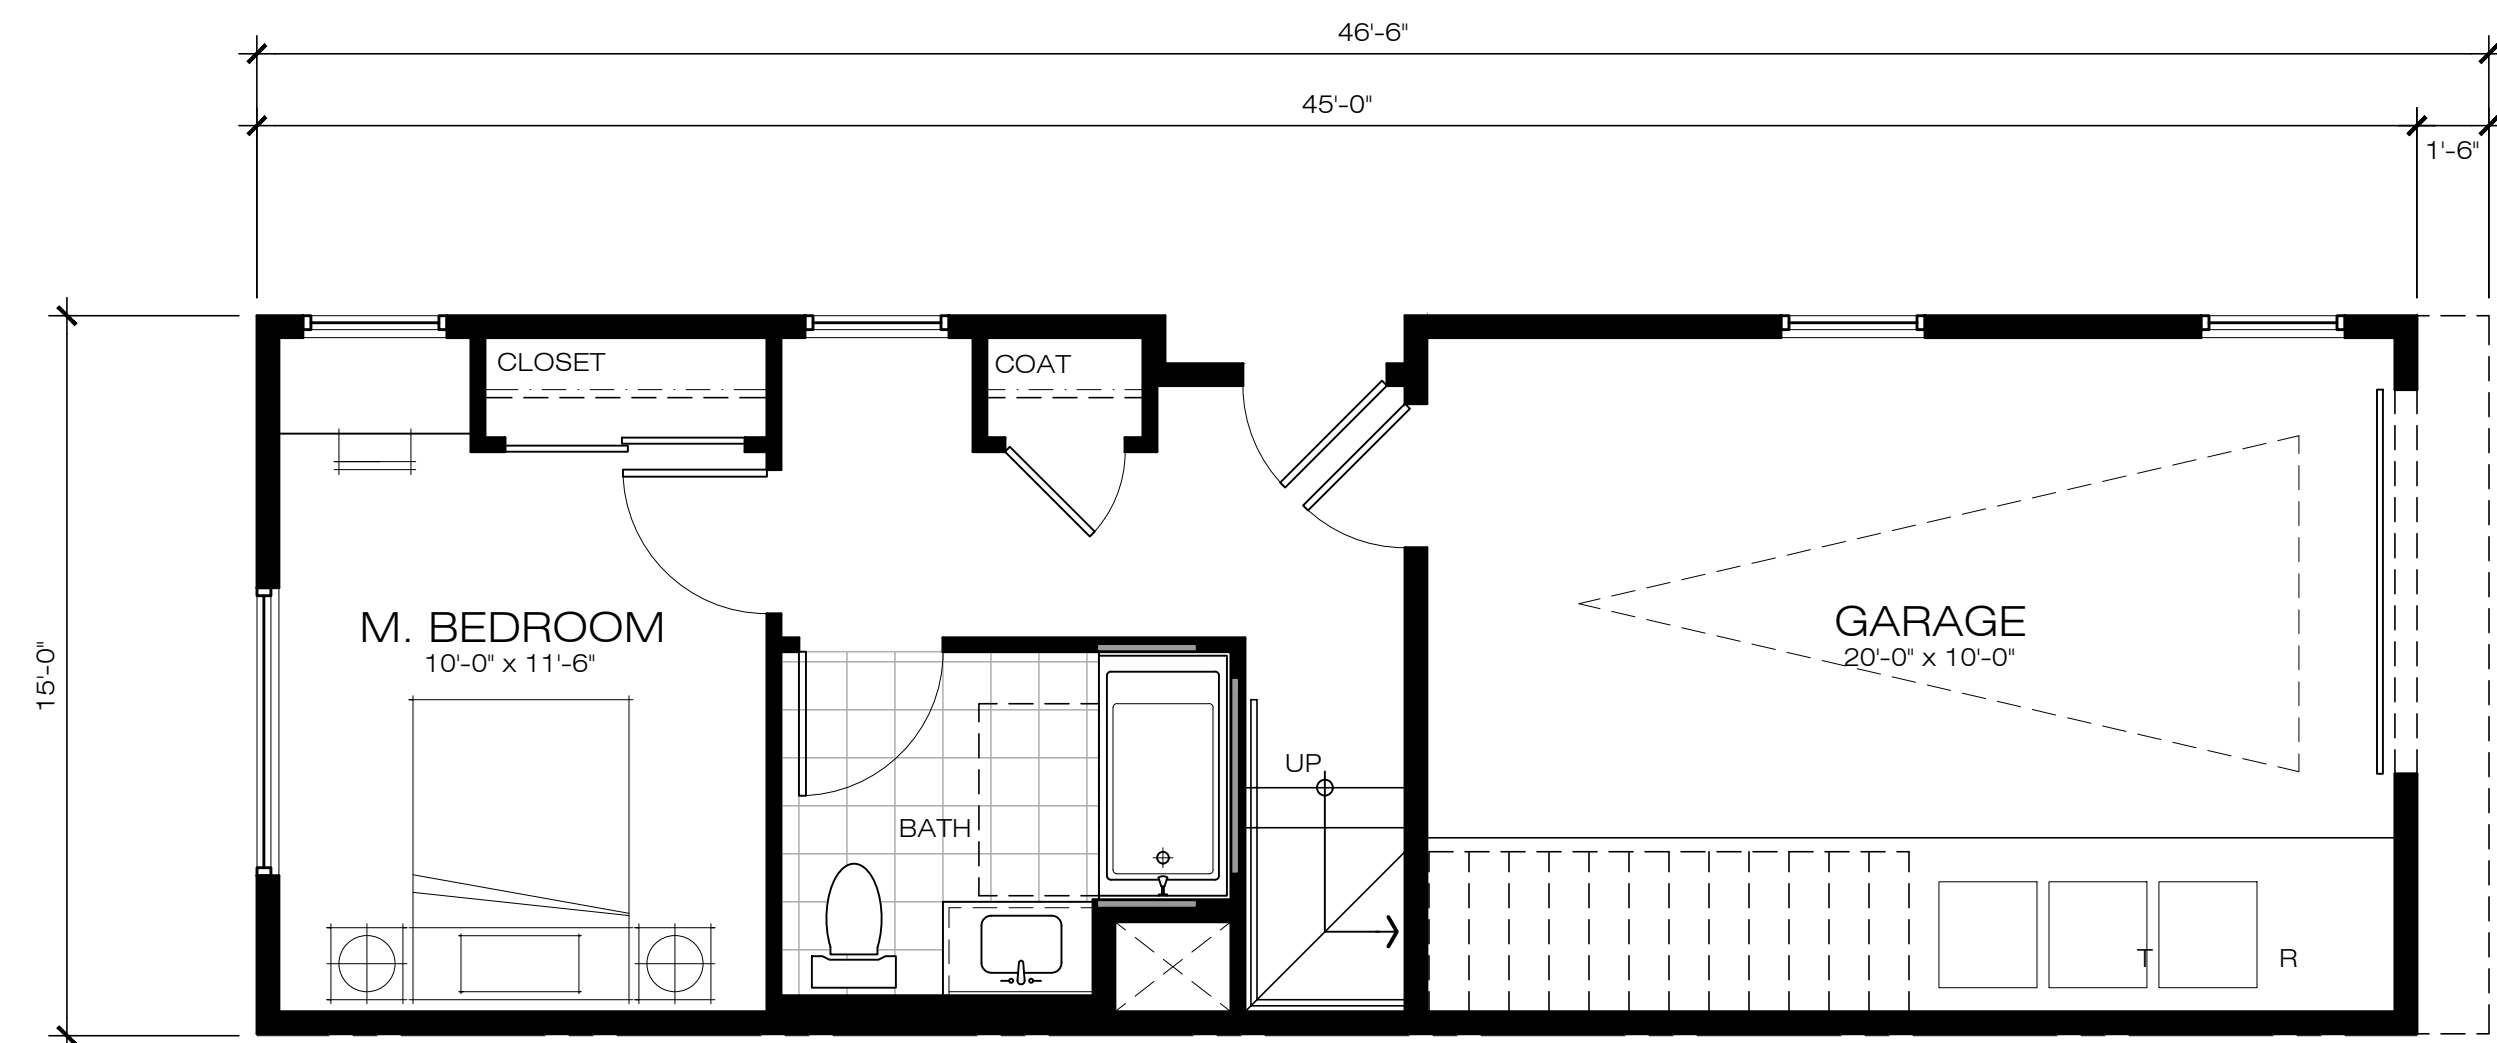 46'-6"
45'-0"
1'-6"
CLOSET
COAT
M. BEDROOM
10'-0" x 11'-6"
GARAGE
20'-0" x 10'-0"
15'-0"
UP
BATH
T
R